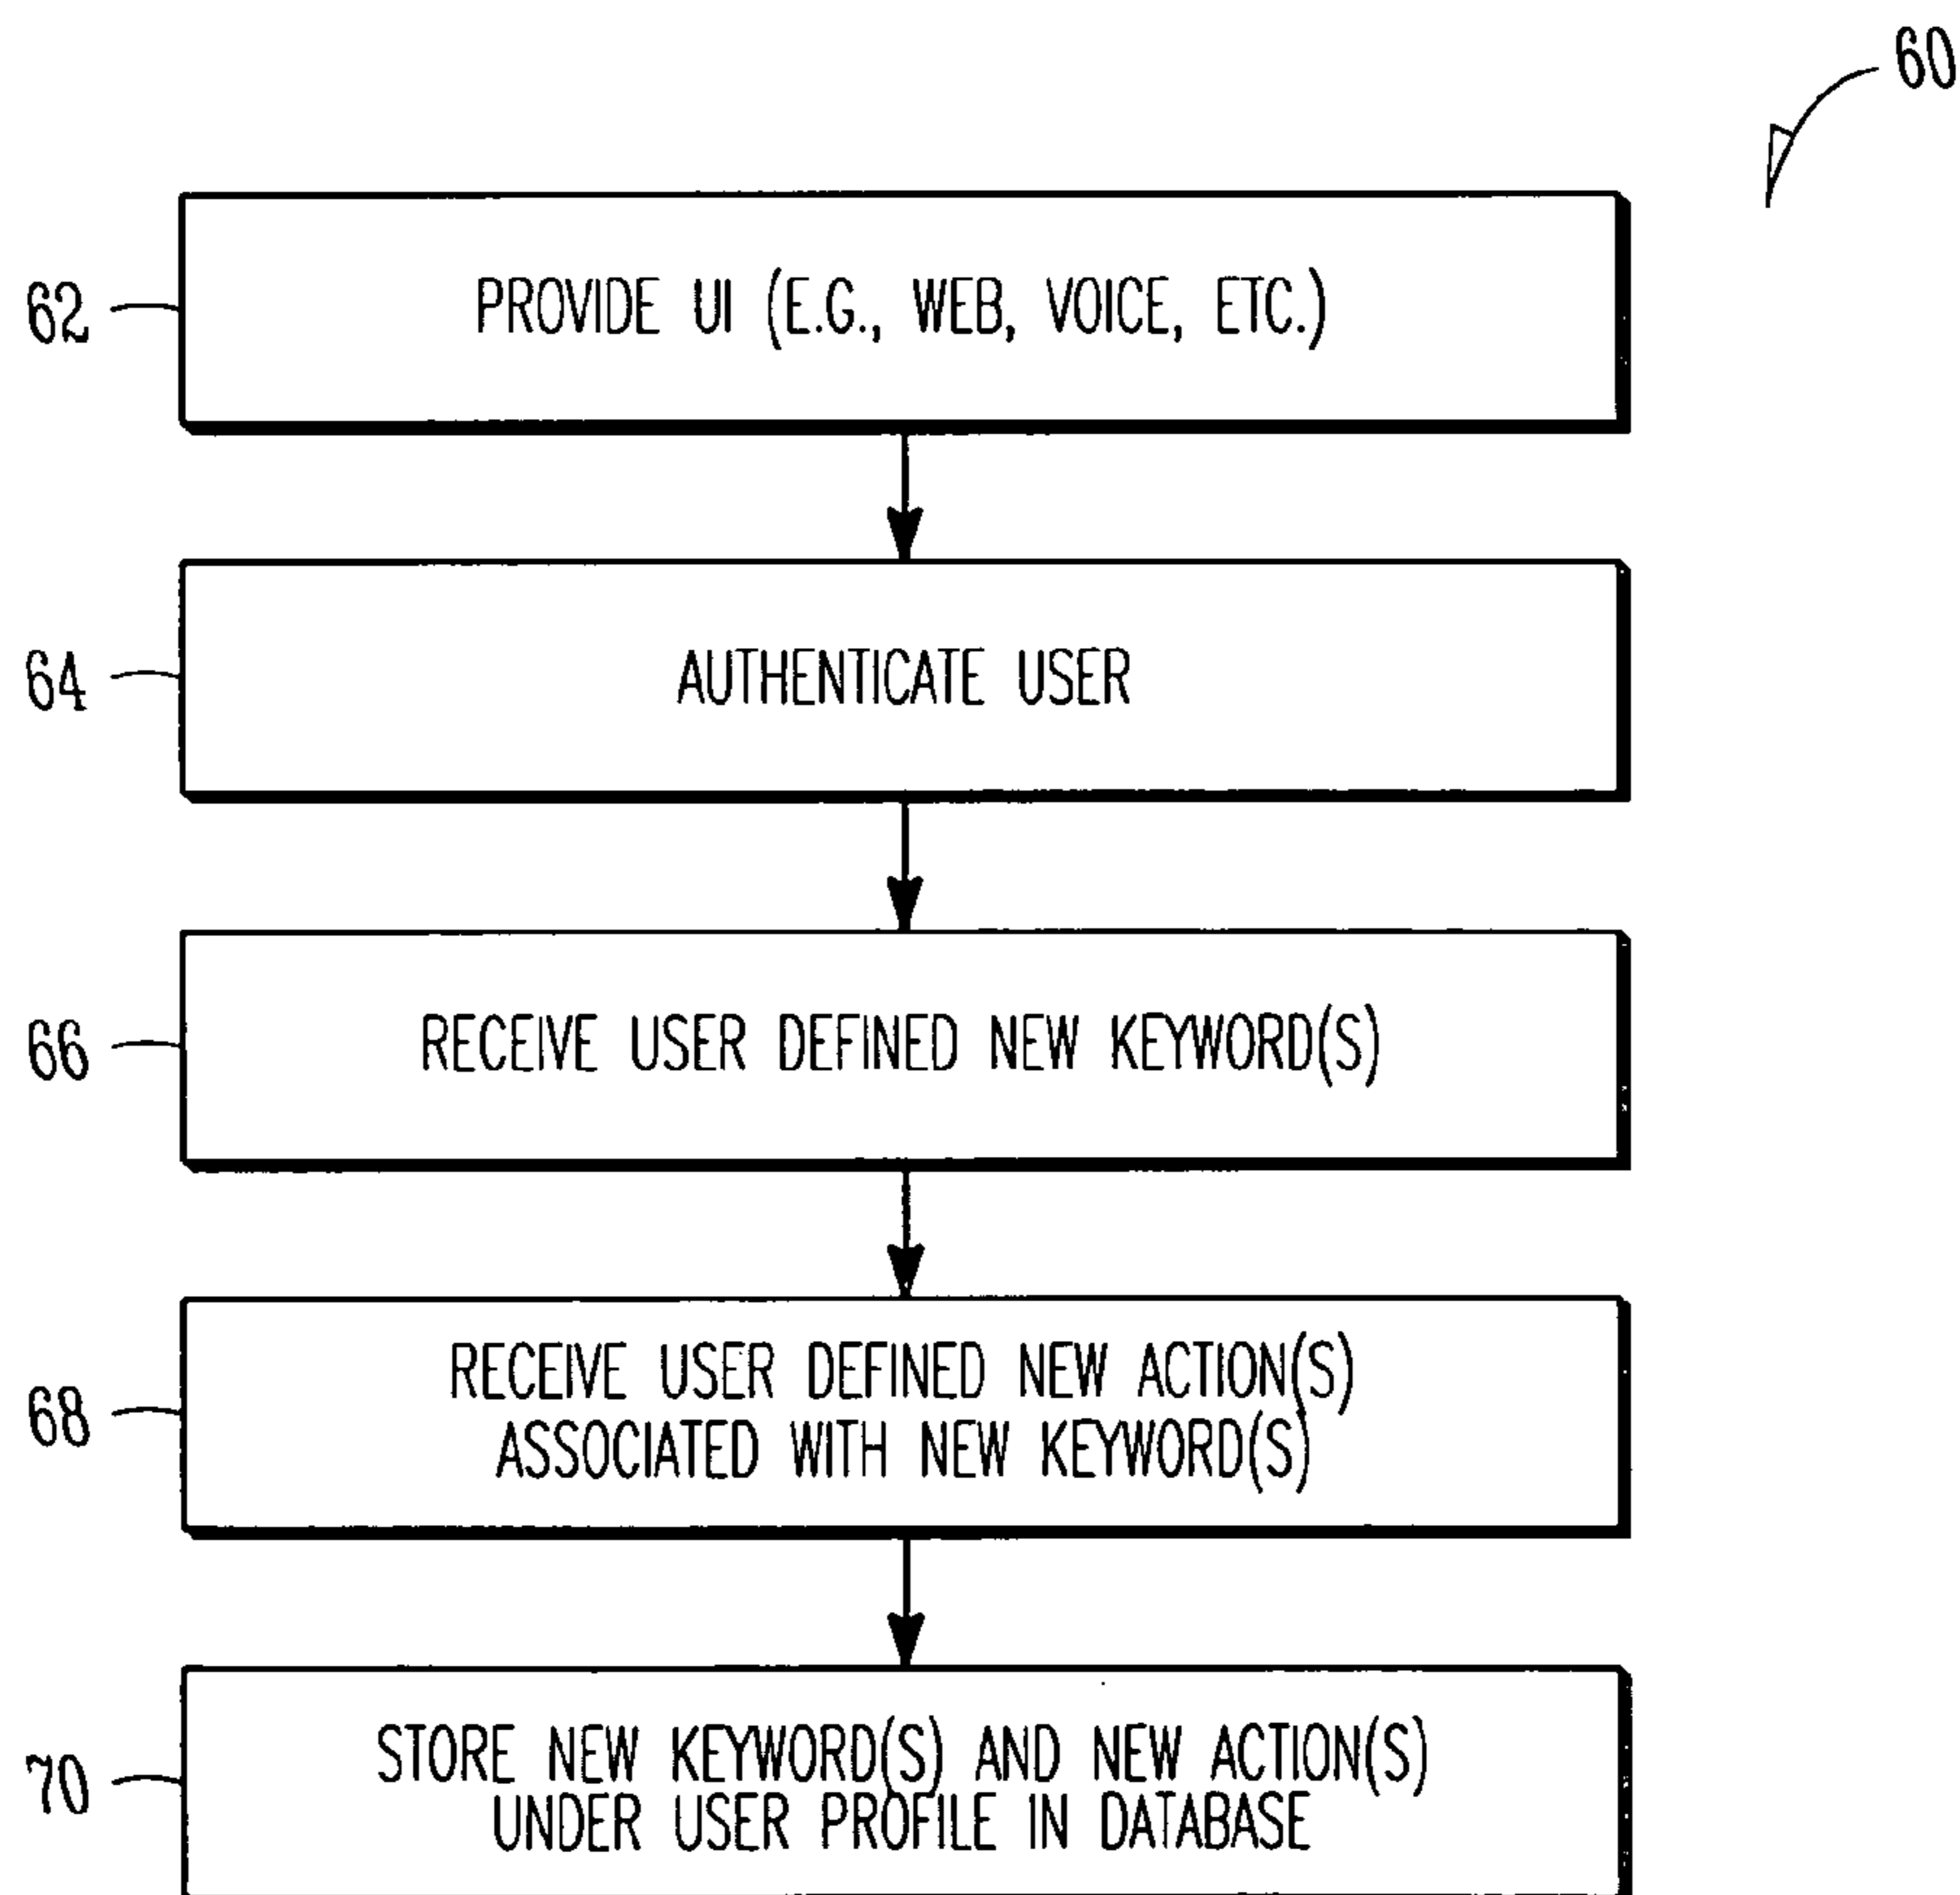 60
62
PROVIDE UI (E.G., WEB, VOICE, ETC.)
64
AUTHENTICATE USER
66
RECEIVE USER DEFINED NEW KEYWORD(S)
68
RECEIVE USER DEFINED NEW ACTION(S)
ASSOCIATED WITH NEW KEYWORD(S)
70
STORE NEW KEYWORD(S) AND NEW ACTION(S)
UNDER USER PROFILE IN DATABASE